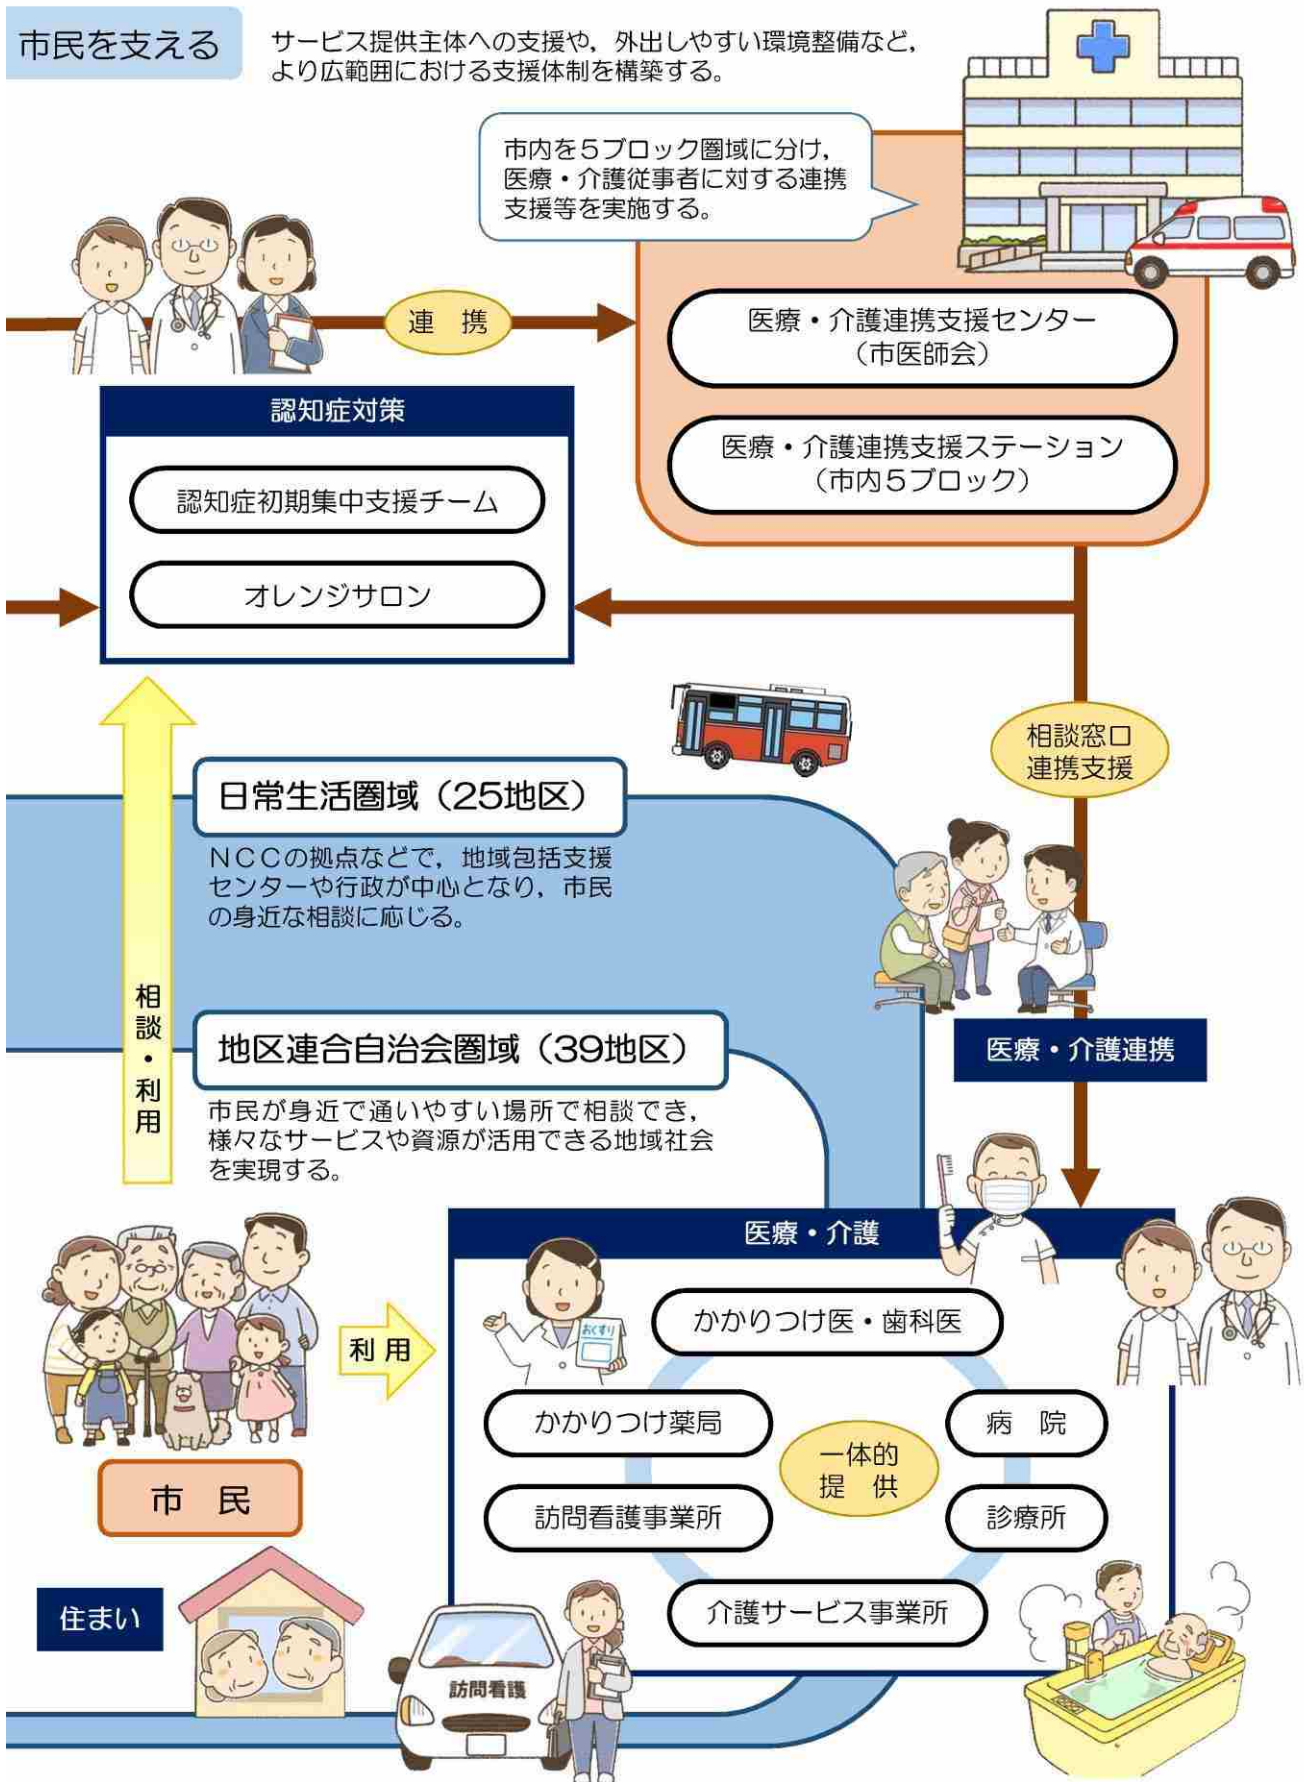 市民を支える
サービス提供主体への支援や，外出しやすい環境整備など，
より広範囲における支援体制を構築する。
市内を５ブロック圏域に分け，
医療・介護従事者に対する連携
支援等を実施する。
連　携
医療・介護連携支援センター
（市医師会）
医療・介護連携支援ステーション
（市内５ブロック）
認知症対策
認知症初期集中支援チーム
オレンジサロン
相談窓口
連携支援
日常生活圏域（25地区）
ＮＣＣの拠点などで，地域包括支援
センターや行政が中心となり，市民
の身近な相談に応じる。
相談・利用
地区連合自治会圏域（39地区）
市民が身近で通いやすい場所で相談でき，
様々なサービスや資源が活用できる地域社会
を実現する。
医療・介護連携
医療・介護
おくすり
かかりつけ医・歯科医
利用
かかりつけ薬局
病　院
一体的
提　供
訪問看護事業所
診療所
介護サービス事業所
市　民
住まい
訪問看護